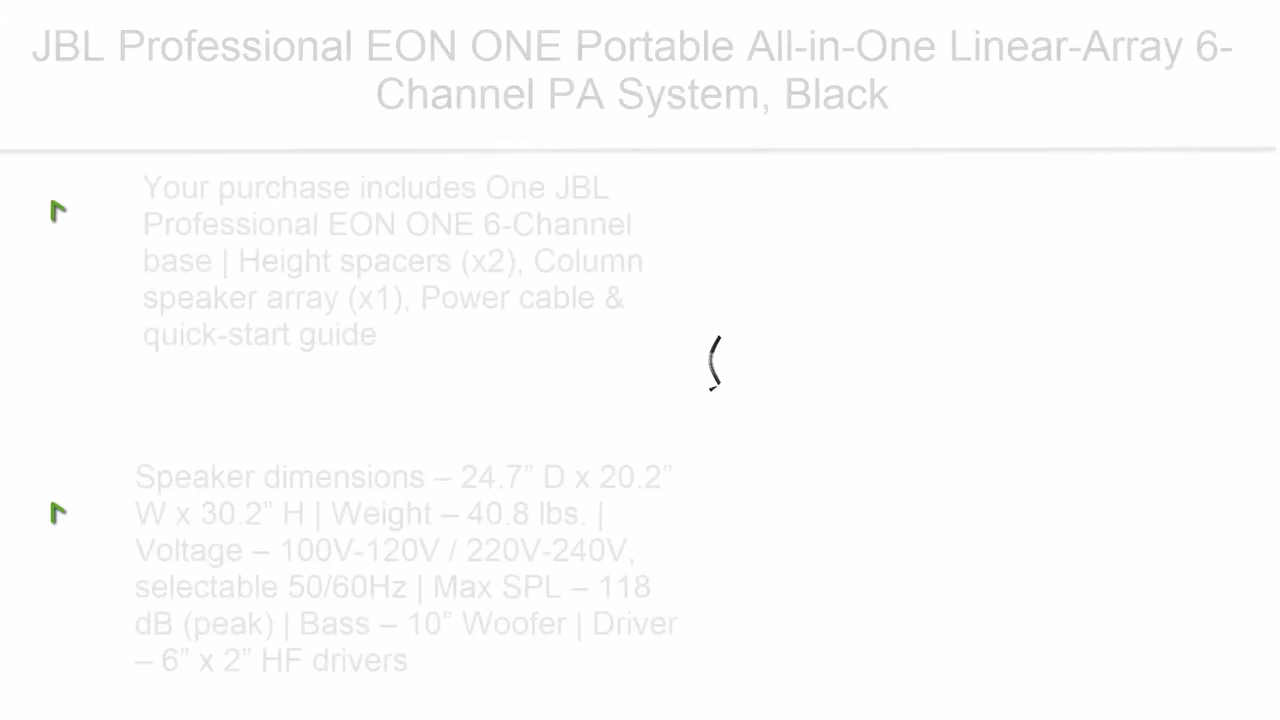 JBL Professional EON ONE Portable All-in-One Linear-Array 6-
Channel PA System, Black
Your purchase includes One JBL
Professional EON ONE 6-Channel
base | Height spacers (x2), Column
speaker array (x1), Power cable &
quick-start guide
Speaker dimensions – 24.7” D x 20.2”
W x 30.2” H | Weight – 40.8 lbs. |
Voltage – 100V-120V / 220V-240V,
selectable 50/60Hz | Max SPL – 118
dB (peak) | Bass – 10” Woofer | Driver
– 6” x 2” HF drivers